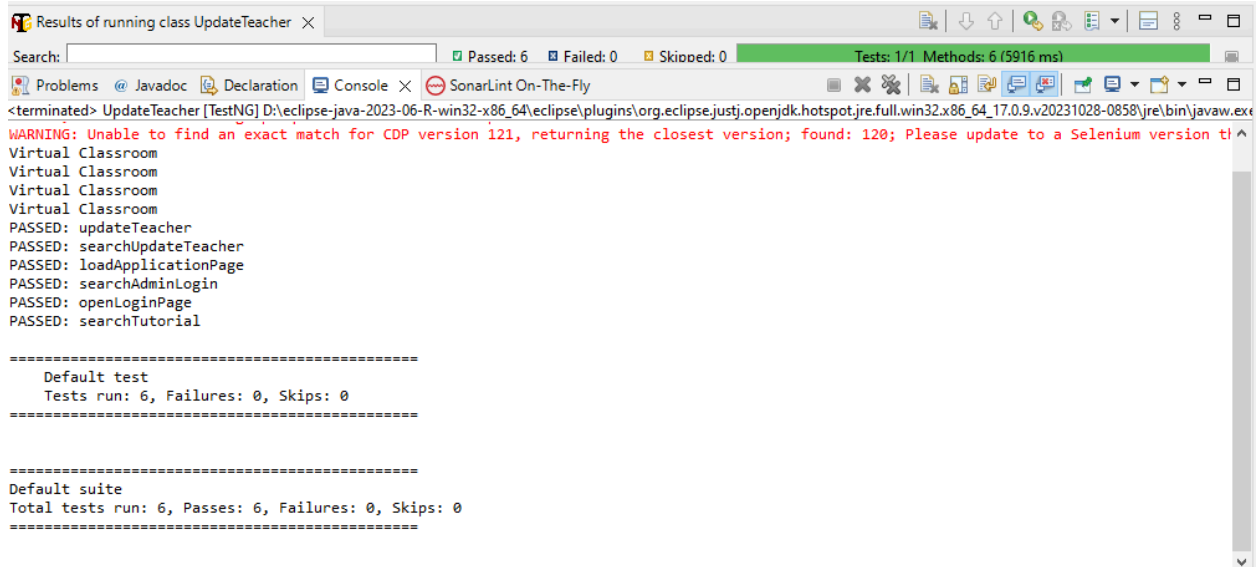 Results of running class UpdateTeacher
Search: Passed: 6 Failed: 0 Skipped: 0 Tests: 1/1 Methods: 6 (5916 ms)
Problems @ Javadoc Declaration Console SonarLint On-The-Fly
<terminated> UpdateTeacher [TestNG] D:\eclipse-java-2023-06-R-win32-x86_64\eclipse\plugins\org.eclipse.justj.openjdk.hotspot.jre.full.win32.x86_64_17.0.9.v20231028-0858\jre\bin\javaw.exe
WARNING: Unable to find an exact match for CDP version 121, returning the closest version; found: 120; Please update to a Selenium version
Virtual Classroom
Virtual Classroom
Virtual Classroom
Virtual Classroom
PASSED: updateTeacher
PASSED: searchUpdateTeacher
PASSED: loadApplicationPage
PASSED: searchAdminLogin
PASSED: openLoginPage
PASSED: searchTutorial
===============================================
Default test
Tests run: 6, Failures: 0, Skips: 0
===============================================
===============================================
Default suite
Total tests run: 6, Passes: 6, Failures: 0, Skips: 0
===============================================